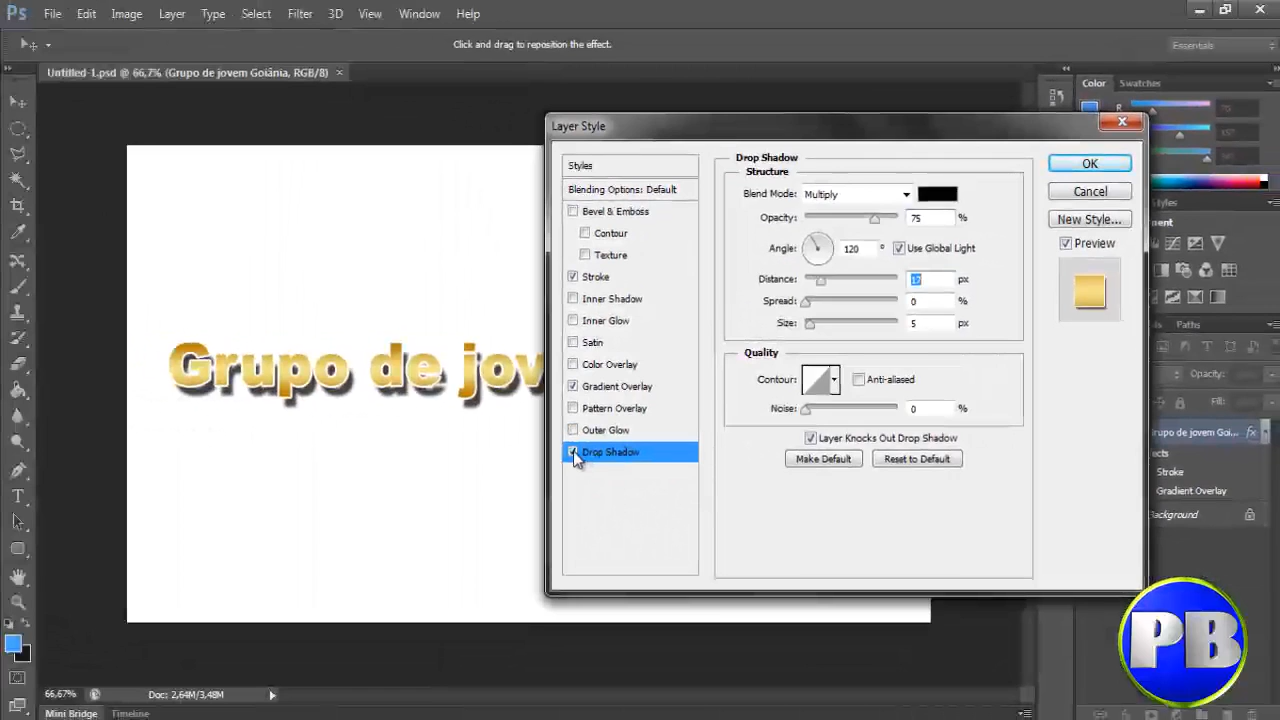 Ps File Edit Image Layer Type Select Filter 3D View Window Help
Click and drag to reposition the effect.
Essentials
Untitled-1.psd @ 66,7% (Grupo de jovem Goiânia, RGB/8) ×
Color Swatches
R
Layer Style
Styles
Blending Options: Default
Bevel & Emboss
Contour
Texture
Stroke
Inner Shadow
Inner Glow
Satin
Color Overlay
Gradient Overlay
Pattern Overlay
Outer Glow
Drop Shadow
Drop Shadow
Structure
Blend Mode: Multiply
Opacity: 75 %
Angle: 120 ° Use Global Light
Distance: 17 px
Spread: 0 %
Size: 5 px
Quality
Contour: Anti-aliased
Noise: 0 %
Layer Knocks Out Drop Shadow
Make Default Reset to Default
OK
Cancel
New Style...
Preview
Grupo de jov
Styles
Paths
Opacity:
Fill:
rupo de jovem Goi... fx
ects
Stroke
Gradient Overlay
ackground
PB
66,67% Doc: 2,64M/3,48M
Mini Bridge Timeline